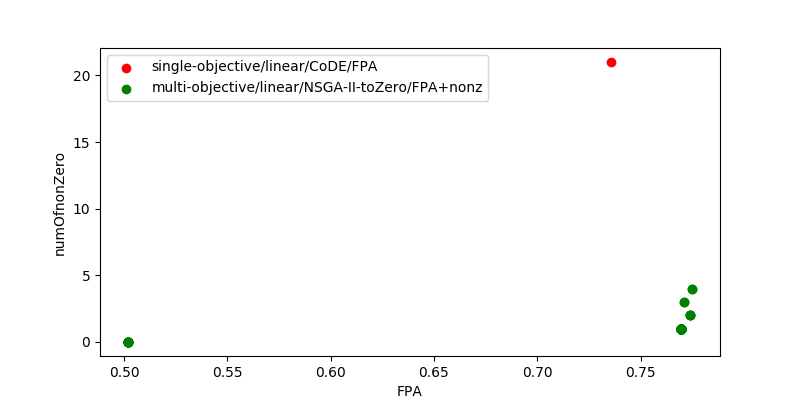 single-objective/linear/CoDE/FPA
multi-objective/linear/NSGA-II-toZero/FPA+nonz
numOfnonZero
20
15
10
5
0
0.50 0.55 0.60 0.65 0.70 0.75
FPA